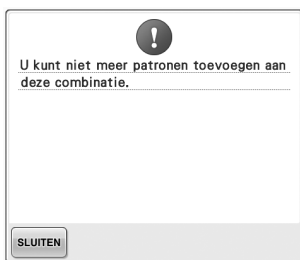 U kunt niet meer patronen toevoegen aan
deze combinatie.
SLUITEN